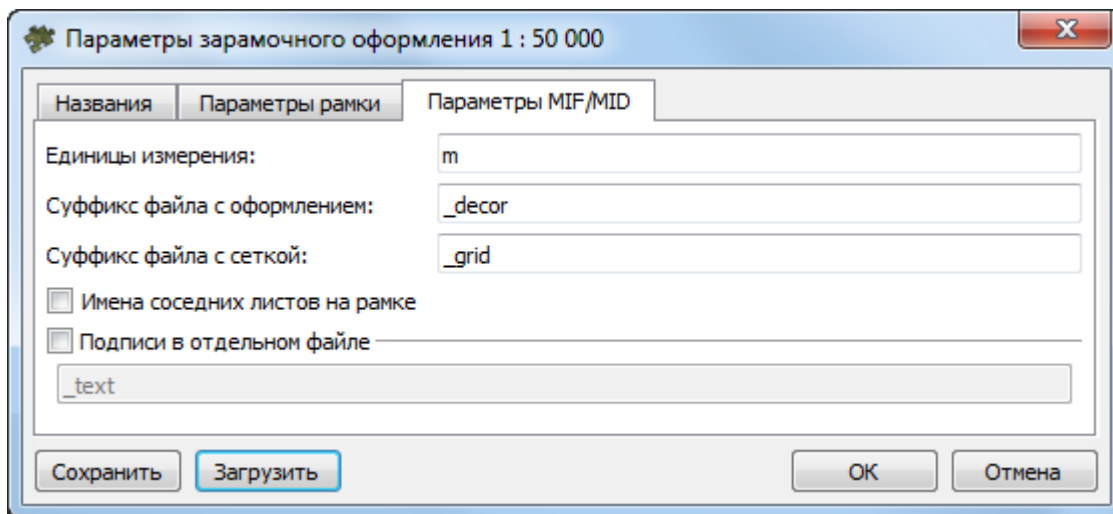 Параметры зарамочного оформления 1 : 50 000
Названия Параметры рамки Параметры MIF/MID
Единицы измерения: m
Суффикс файла с оформлением: _decor
Суффикс файла с сеткой: _grid
Имена соседних листов на рамке
Подписи в отдельном файле
_text
Сохранить Загрузить OK Отмена